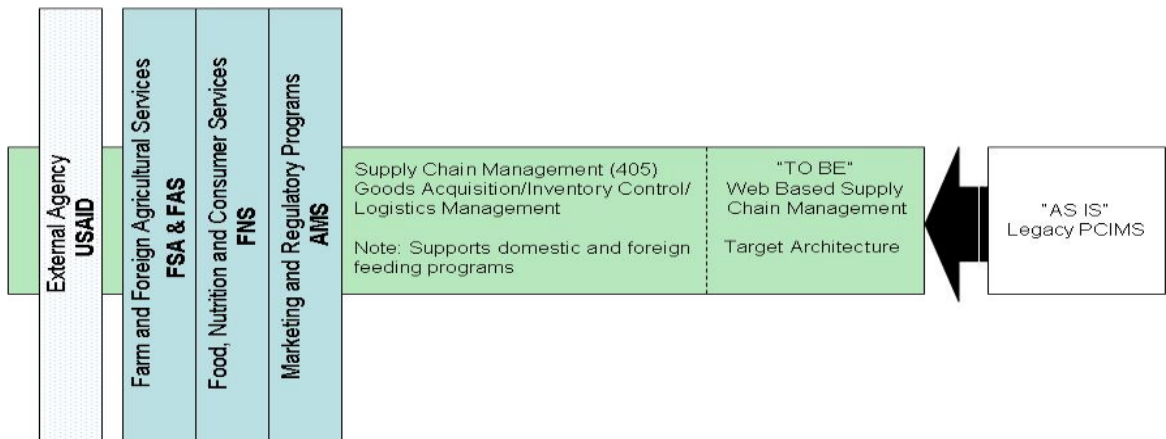 External Agency
USAID
Farm and Foreign Agricultural Services
FSA & FAS
Food, Nutrition and Consumer Services
FNS
Marketing and Regulatory Programs
AMS
Supply Chain Management (405)
Goods Acquisition/Inventory Control/
Logistics Management
Note: Supports domestic and foreign
feeding programs
"TO BE"
Web Based Supply
Chain Management
Target Architecture
"AS IS"
Legacy PCIMS